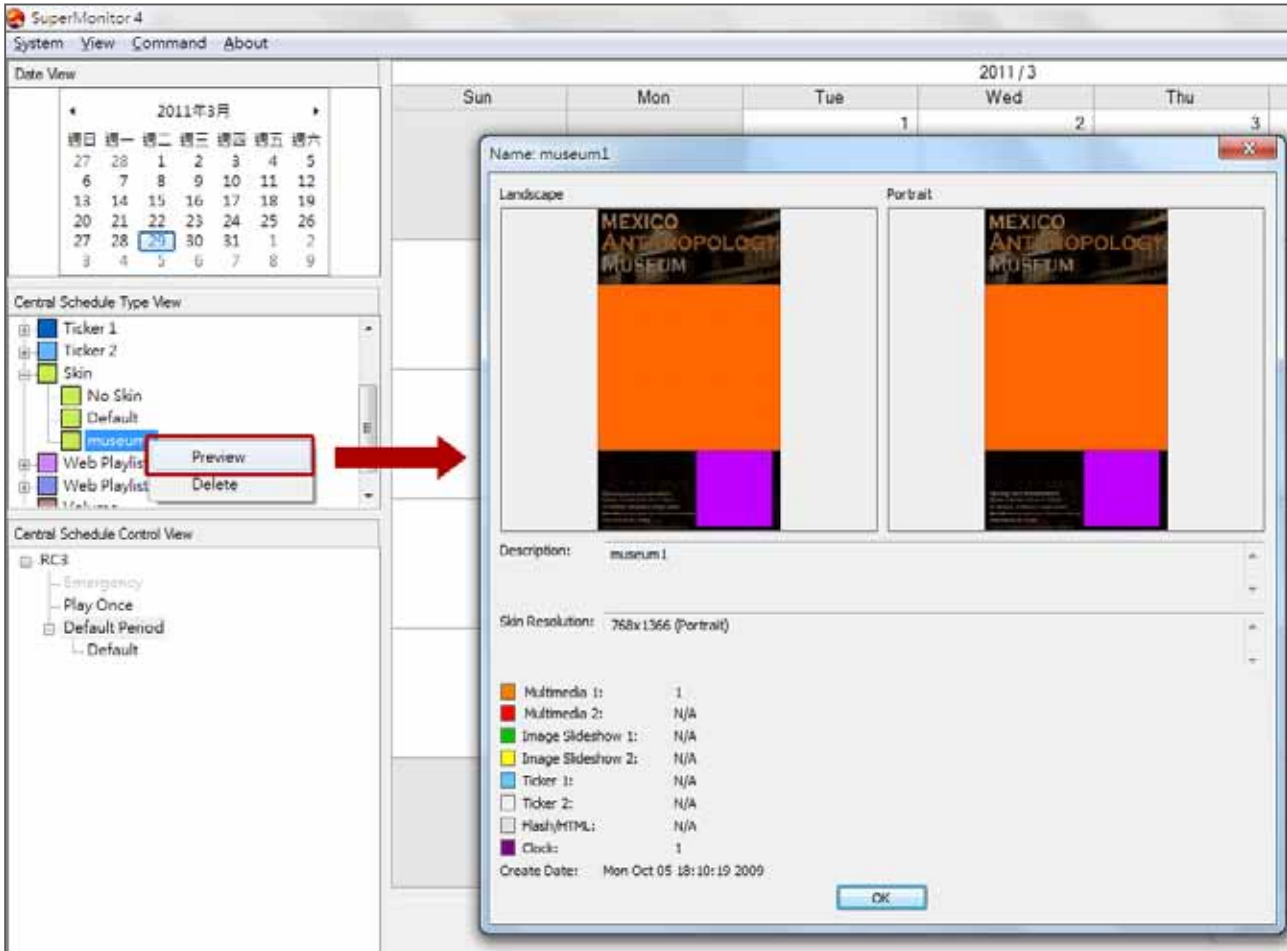 SuperMonitor 4
System View Command About
Date View
2011年3月
週日 週一 週二 週三 週四 週五 週六
27 28 1 2 3 4 5
6 7 8 9 10 11 12
13 14 15 16 17 18 19
20 21 22 23 24 25 26
27 28 29 30 31 1 2
3 4 5 6 7 8 9
Central Schedule Type View
Ticker 1
Ticker 2
Skin
No Skin
Default
museum
Web Playlist
Web Playlist
Volume
Preview
Delete
Central Schedule Control View
RC3
Emergency
Play Once
Default Period
Default
2011 / 3
Sun Mon Tue Wed Thu
1 2 3
Name: museum1
Landscape
MEXICO
ANTHROPOLOGY
MUSEUM
Portrait
MEXICO
ANTHROPOLOGY
MUSEUM
Description: museum1
Skin Resolution: 768x1366 (Portrait)
Multimedia 1: 1
Multimedia 2: N/A
Image Slideshow 1: N/A
Image Slideshow 2: N/A
Ticker 1: N/A
Ticker 2: N/A
Flash/HTML: N/A
Clock: 1
Create Date: Mon Oct 05 18:10:19 2009
OK